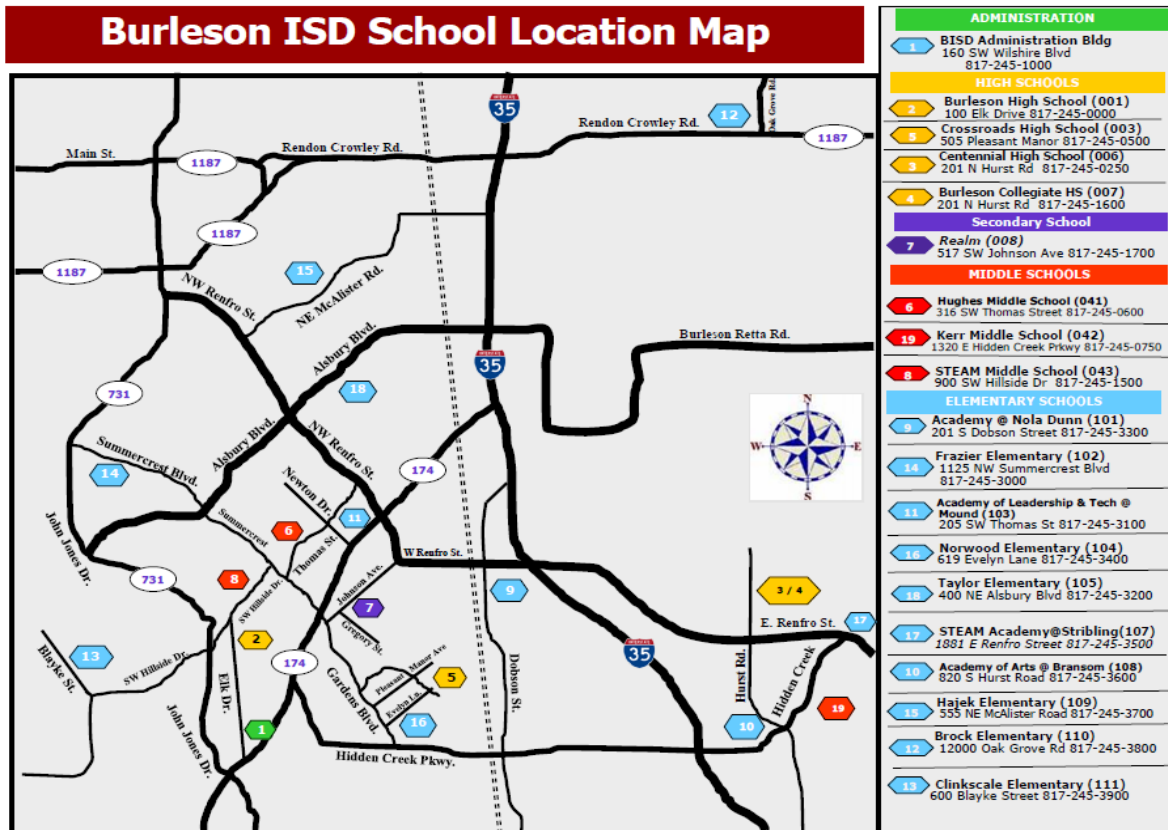 Burleson ISD School Location Map
ADMINISTRATION
1
BISD Administration Bldg
160 SW Wilshire Blvd
817-245-1000
HIGH SCHOOLS
2
Burleson High School (001)
100 Elk Drive 817-245-0000
5
Crossroads High School (003)
505 Pleasant Manor 817-245-0500
3
Centennial High School (006)
201 N Hurst Rd 817-245-0250
4
Burleson Collegiate HS (007)
201 N Hurst Rd 817-245-1600
Secondary School
7
Realm (008)
517 SW Johnson Ave 817-245-1700
MIDDLE SCHOOLS
6
Hughes Middle School (041)
316 SW Thomas Street 817-245-0600
19
Kerr Middle School (042)
1320 E Hidden Creek Prkwy 817-245-0750
8
STEAM Middle School (043)
900 SW Hillside Dr 817-245-1500
ELEMENTARY SCHOOLS
9
Academy @ Nola Dunn (101)
201 S Dobson Street 817-245-3300
14
Frazier Elementary (102)
1125 NW Summercrest Blvd
817-245-3000
11
Academy of Leadership & Tech @
Mound (103)
205 SW Thomas St 817-245-3100
16
Norwood Elementary (104)
619 Evelyn Lane 817-245-3400
18
Taylor Elementary (105)
400 NE Alsbury Blvd 817-245-3200
17
STEAM Academy@Stribling(107)
1881 E Renfro Street 817-245-3500
10
Academy of Arts @ Bransom (108)
820 S Hurst Road 817-245-3600
15
Hajek Elementary (109)
555 NE McAlister Road 817-245-3700
12
Brock Elementary (110)
12000 Oak Grove Rd 817-245-3800
13
Clinkscale Elementary (111)
600 Blayke Street 817-245-3900
35
12
Oak Grove Rd.
Rendon Crowley Rd.
1187
Main St.
1187
Rendon Crowley Rd.
1187
1187
15
NW Renfro St.
NE McAlister Rd.
Alsbury Blvd.
Burleson Retta Rd.
35
731
18
N
W
E
S
Summercrest Blvd.
Alsbury Blvd.
NW Renfro St.
14
174
Newton Dr.
11
6
Summercrest
Thomas St.
John Jones Dr.
W Renfro St.
731
8
SW Hillside Dr.
Johnson Ave.
7
9
3 / 4
17
E. Renfro St.
Gregory St.
2
13
Blayke St.
SW Hillside Dr.
174
35
Manor Ave
Pleasant
5
Evelyn Ln.
Elk Dr.
Gardens Blvd.
Dobson St.
Hurst Rd.
Hidden Creek
19
16
10
1
John Jones Dr.
Hidden Creek Pkwy.